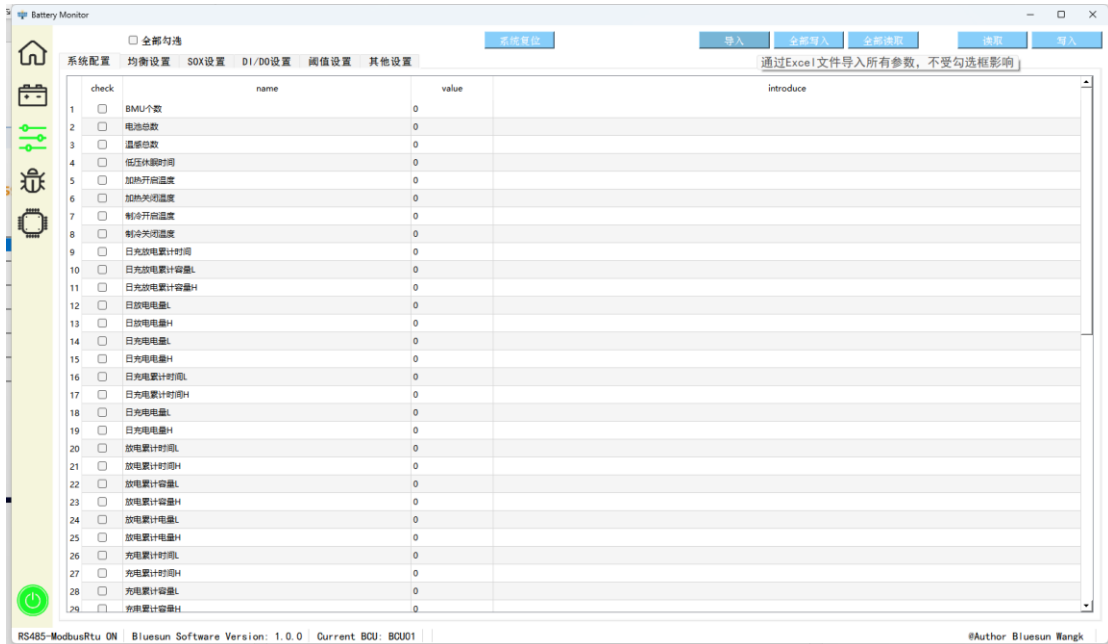 Battery Monitor
全部勾选 系统复位 导入 全部写入 全部读取 读取 写入
系统配置 均衡设置 SOX设置 DI/DO设置 阈值设置 其他设置
通过Excel文件导入所有参数，不受勾选框影响
check name value introduce
1 BMU个数 0
2 电池总数 0
3 温感总数 0
4 低压休眠时间 0
5 加热开启温度 0
6 加热关闭温度 0
7 制冷开启温度 0
8 制冷关闭温度 0
9 日充放电累计时间 0
10 日充放电累计容量L 0
11 日充放电累计容量H 0
12 日放电电量L 0
13 日放电电量H 0
14 日充电电量L 0
15 日充电电量H 0
16 日充电累计时间L 0
17 日充电累计时间H 0
18 日充电电量L 0
19 日充电电量H 0
20 放电累计时间L 0
21 放电累计时间H 0
22 放电累计容量L 0
23 放电累计容量H 0
24 放电累计电量L 0
25 放电累计电量H 0
26 充电累计时间L 0
27 充电累计时间H 0
28 充电累计容量L 0
29 充电累计容量H 0
RS485-ModbusRtu ON Bluesun Software Version: 1.0.0 Current BCU: BCU01 @Author Bluesun Wangk